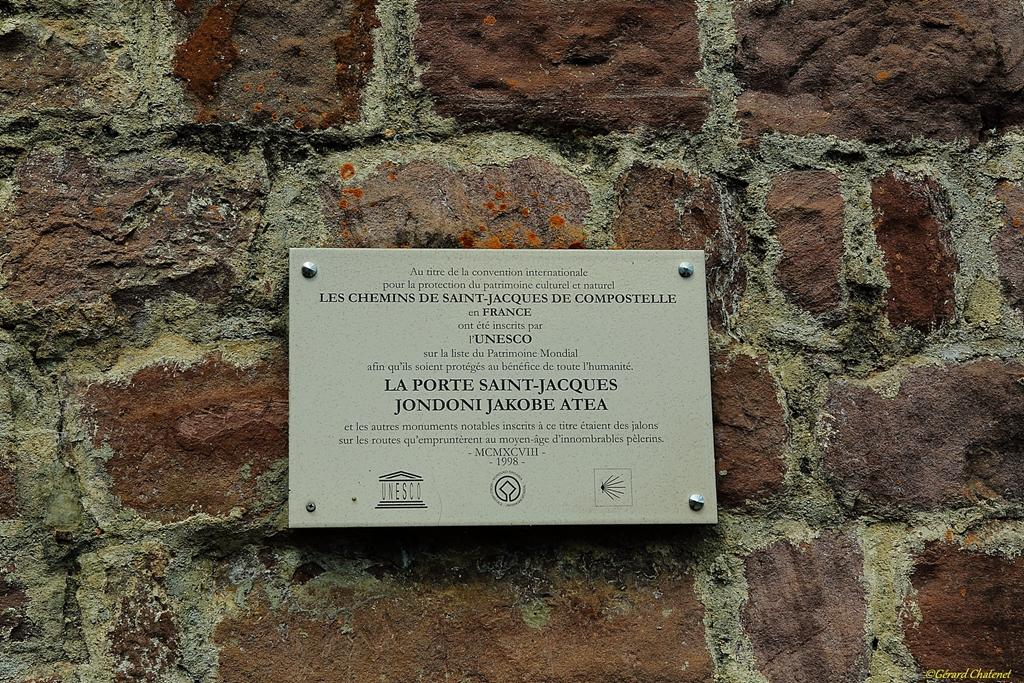 Au titre de la convention internationale
pour la protection du patrimoine culturel et naturel
LES CHEMINS DE SAINT-JACQUES DE COMPOSTELLE
en FRANCE
ont été inscrits par
l'UNESCO
sur la liste du Patrimoine Mondial
afin qu'ils soient protégés au bénéfice de toute l'humanité.
LA PORTE SAINT-JACQUES
JONDONI JAKOBE ATEA
et les autres monuments notables inscrits à ce titre étaient des jalons
sur les routes qu'empruntèrent au moyen-âge d'innombrables pèlerins.
- MCMXCVIII -
- 1998 -
UNESCO
©Gérard Chatenet